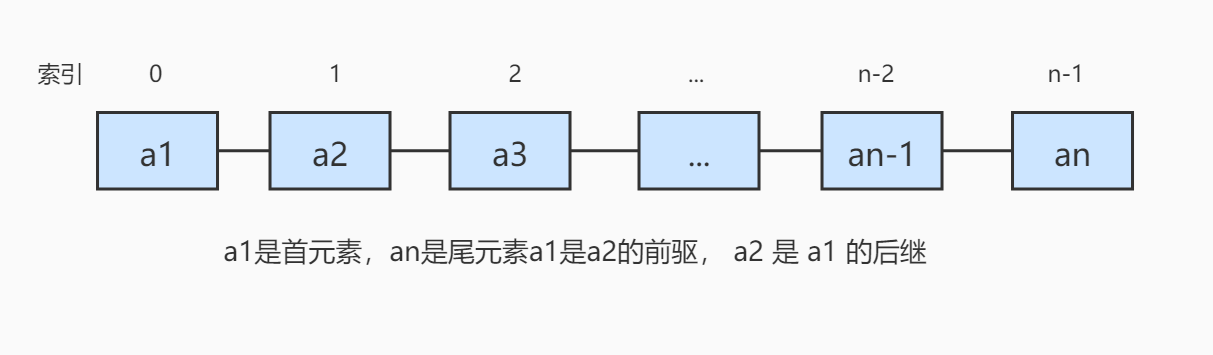 索引 0 1 2 ... n-2 n-1
a1 a2 a3 ... an-1 an
a1是首元素，an是尾元素a1是a2的前驱， a2 是 a1 的后继